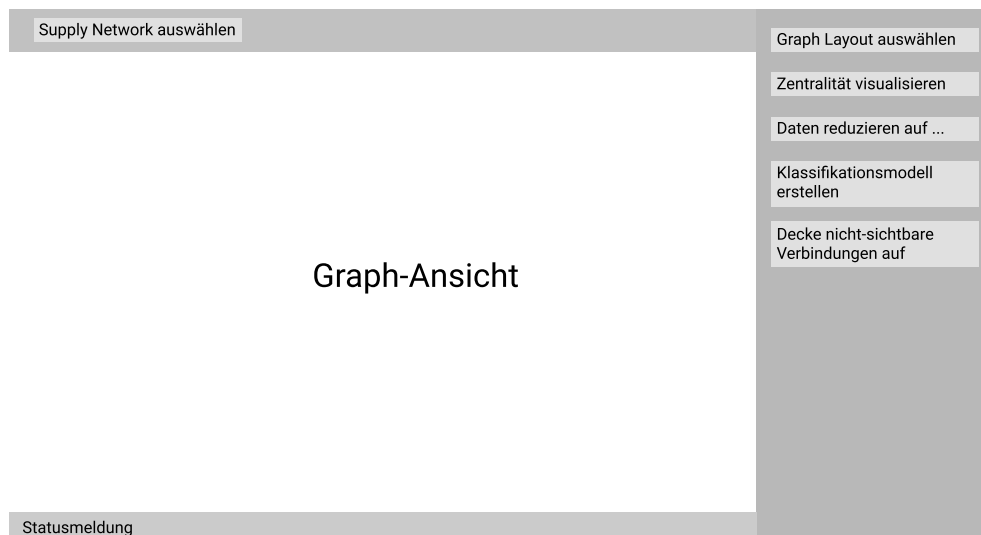 Supply Network auswählen
Graph Layout auswählen
Zentralität visualisieren
Daten reduzieren auf ...
Klassifikationsmodell
erstellen
Decke nicht-sichtbare
Verbindungen auf
Graph-Ansicht
Statusmeldung